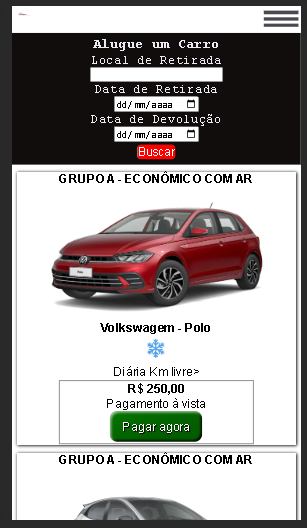 Alugue um Carro
Local de Retirada
Data de Retirada
dd/mm/aaaa
Data de Devolução
dd/mm/aaaa
Buscar
GRUPO A - ECONÔMICO COM AR
Polo
Volkswagem - Polo
Diária Km livre>
R$ 250,00
Pagamento à vista
Pagar agora
GRUPO A - ECONÔMICO COM AR